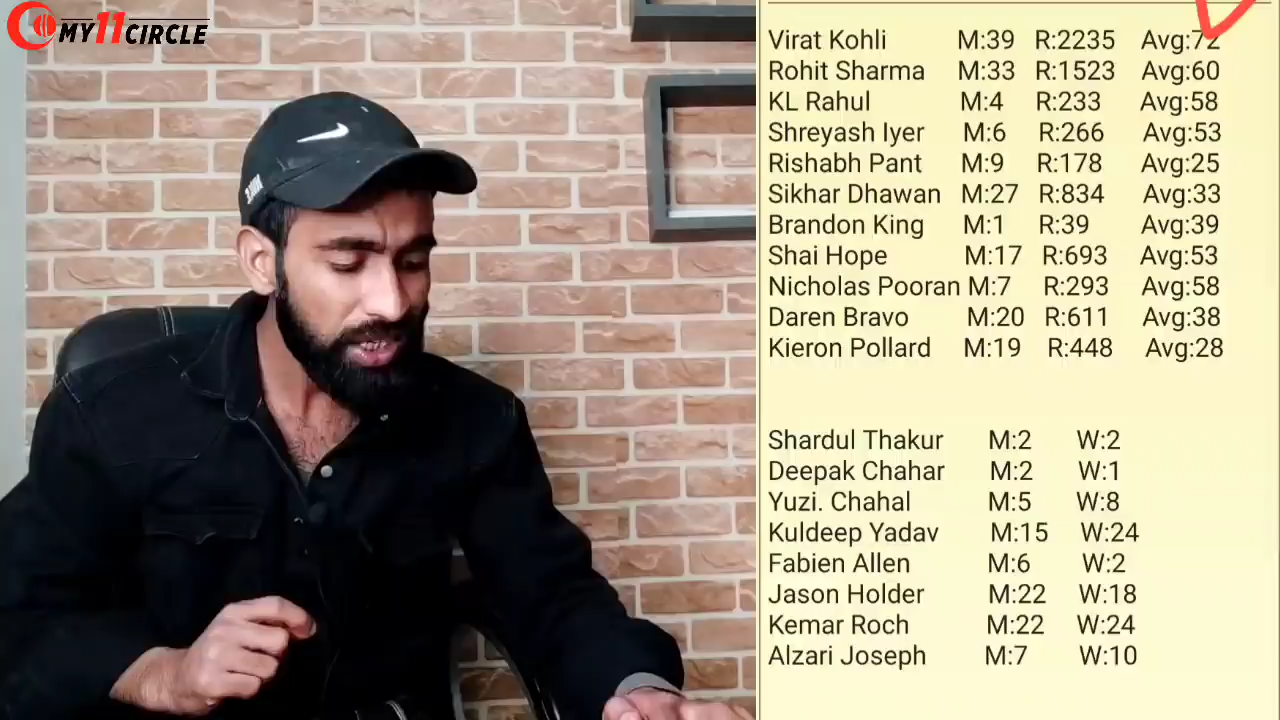 MY11CIRCLE
Virat Kohli M:39 R:2235 Avg:72
Rohit Sharma M:33 R:1523 Avg:60
KL Rahul M:4 R:233 Avg:58
Shreyash Iyer M:6 R:266 Avg:53
Rishabh Pant M:9 R:178 Avg:25
Sikhar Dhawan M:27 R:834 Avg:33
Brandon King M:1 R:39 Avg:39
Shai Hope M:17 R:693 Avg:53
Nicholas Pooran M:7 R:293 Avg:58
Daren Bravo M:20 R:611 Avg:38
Kieron Pollard M:19 R:448 Avg:28
Shardul Thakur M:2 W:2
Deepak Chahar M:2 W:1
Yuzi. Chahal M:5 W:8
Kuldeep Yadav M:15 W:24
Fabien Allen M:6 W:2
Jason Holder M:22 W:18
Kemar Roch M:22 W:24
Alzari Joseph M:7 W:10